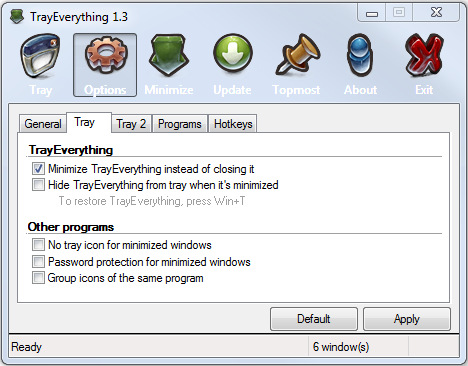 TrayEverything 1.3
Tray Options Minimize Update Topmost About Exit
General Tray Tray 2 Programs Hotkeys
TrayEverything
Minimize TrayEverything instead of closing it
Hide TrayEverything from tray when it's minimized
To restore TrayEverything, press Win+T
Other programs
No tray icon for minimized windows
Password protection for minimized windows
Group icons of the same program
Default Apply
Ready 6 window(s)